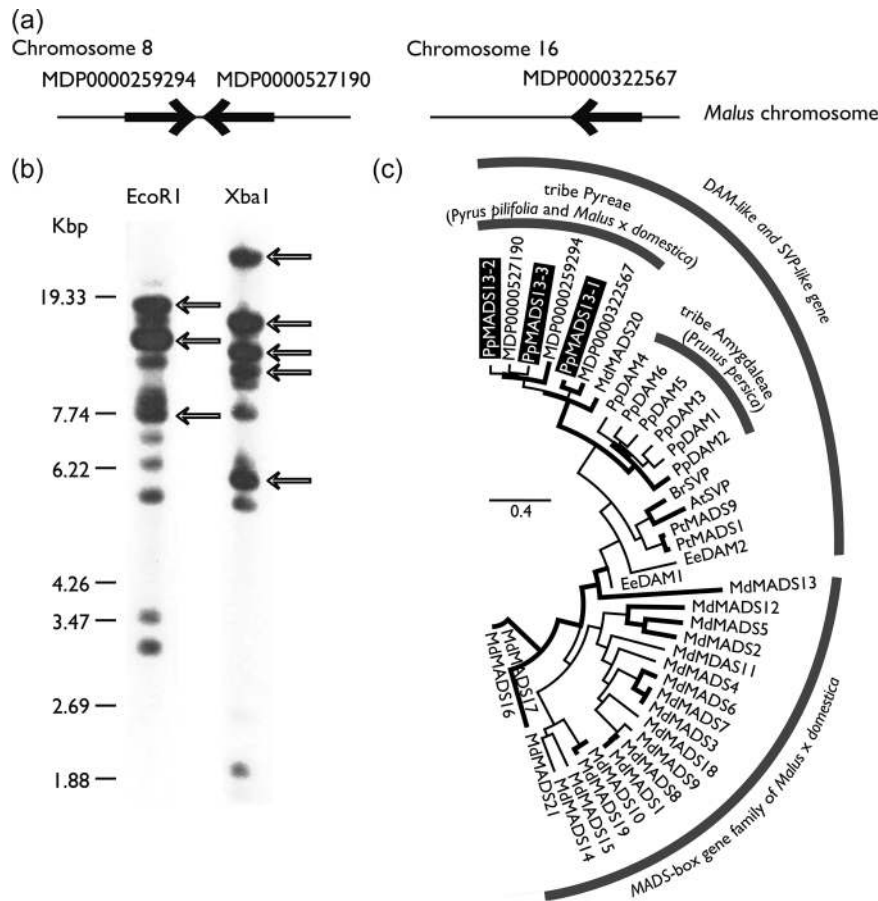 (a)
Chromosome 8
MDP0000259294 MDP0000527190
Chromosome 16
MDP0000322567
Malus chromosome
(b)
EcoR1 Xba1
Kbp
19.33
7.74
6.22
4.26
3.47
2.69
1.88
(c)
DAM-like and SVP-like gene
tribe Pyreae
(Pyrus pilifolia and Malus x domestica)
tribe Amygdaleae
(Prunus persica)
PpMADS13-2
MDP0000527190
PpMADS13-3
MDP0000259294
PpMADS13-1
MDP0000322567
MdMADS20
PpDAM4
PpDAM6
PpDAM5
PpDAM3
PpDAM1
PpDAM2
BrSVP
AtSVP
PtMADS9
PtMADS1
EeDAM2
EeDAM1
0.4
MdMADS13
MdMADS12
MdMADS5
MdMADS2
MdMDAS11
MdMADS4
MdMADS6
MdMADS7
MdMADS3
MdMADS18
MdMADS9
MdMADS8
MdMADS1
MdMADS10
MdMADS19
MdMADS15
MdMADS14
MdMADS21
MdMADS17
MdMADS16
MADS-box gene family of Malus x domestica